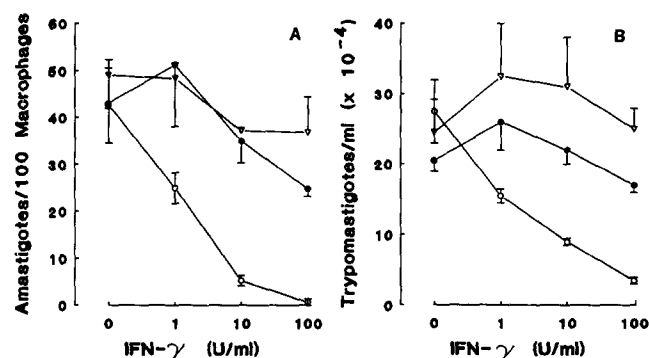 A
Amastigotes/100 Macrophages
60
50
40
30
20
10
0
0 1 10 100
IFN-γ (U/ml)
B
Trypomastigotes/ml (x 10⁻⁴)
40
30
20
10
0
0 1 10 100
IFN-γ (U/ml)